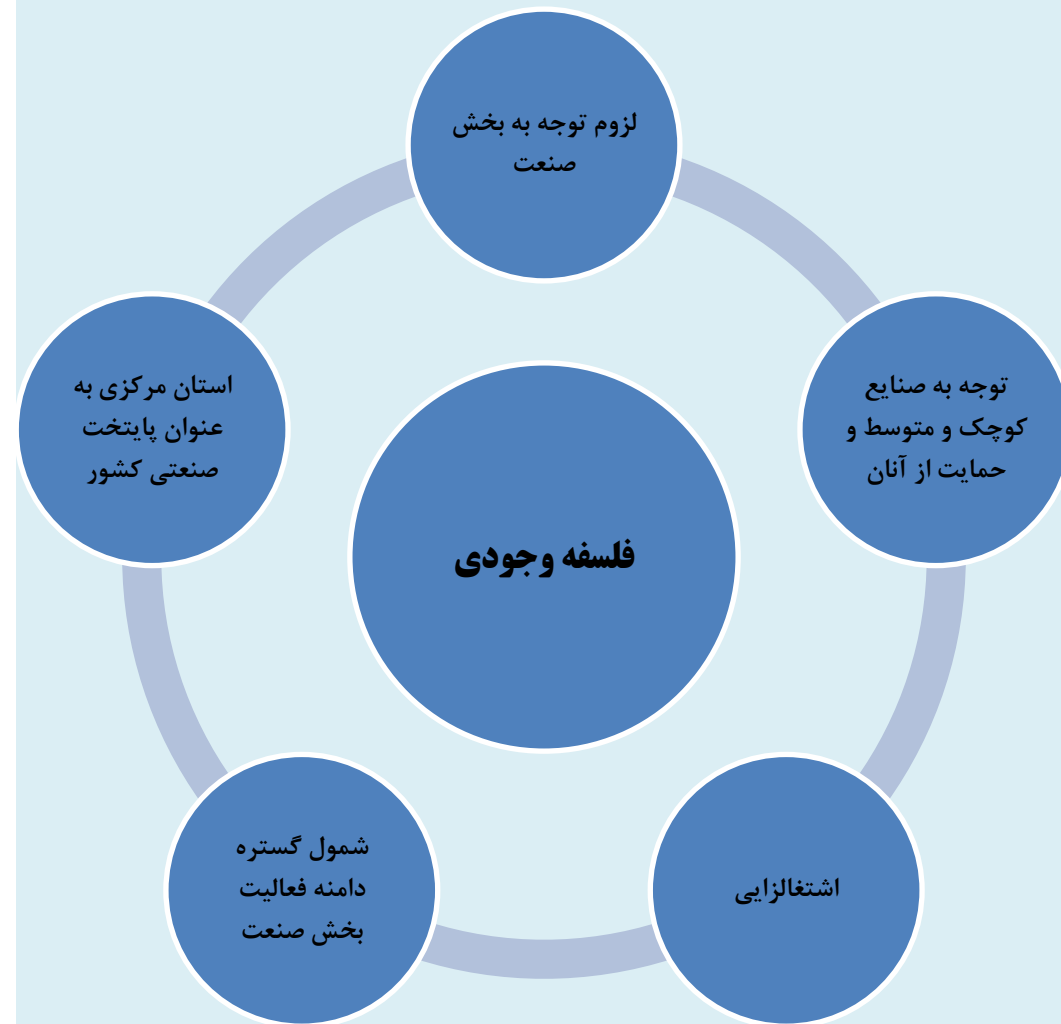 لزوم توجه به بخش
صنعت
توجه به صنایع
کوچک و متوسط و
حمایت از آنان
استان مرکزی به
عنوان پایتخت
صنعتی کشور
فلسفه وجودی
اشتغالزایی
شمول گستره
دامنه فعالیت
بخش صنعت